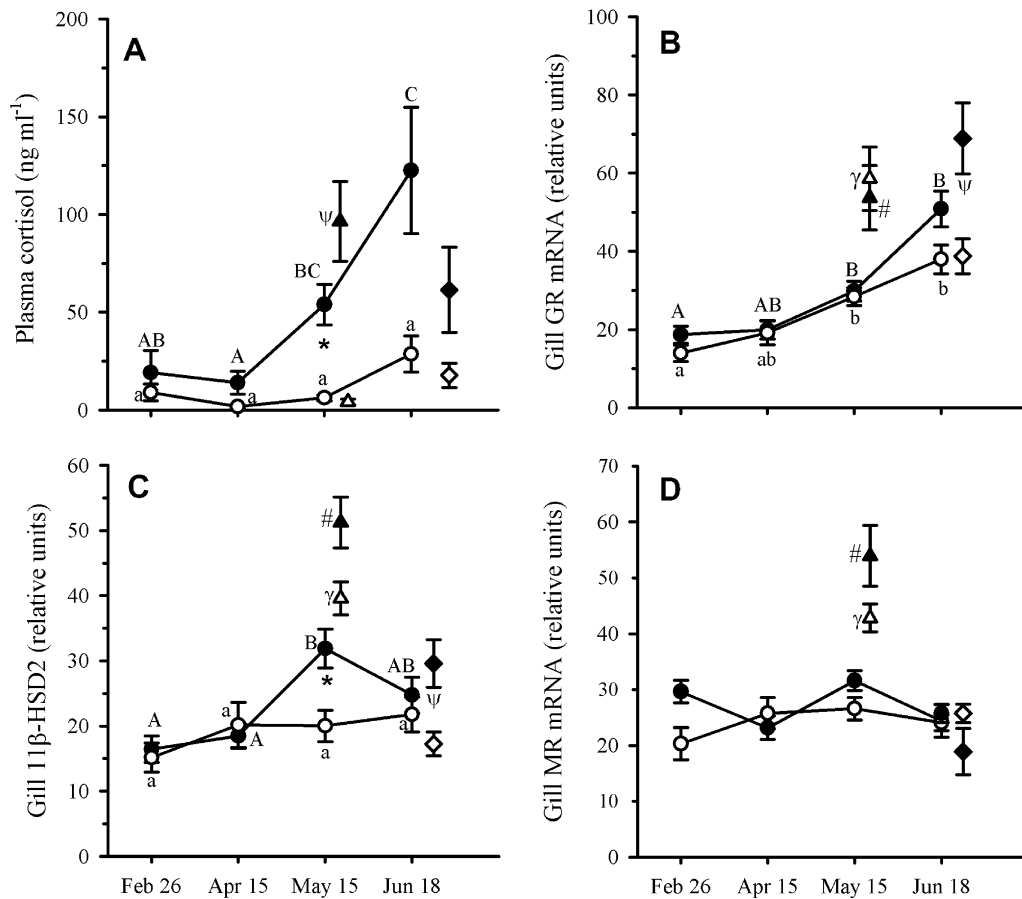 A
Plasma cortisol (ng ml⁻¹)
200
150
100
50
0
AB
A
BC
C
ψ
*
a
a
a
a
B
Gill GR mRNA (relative units)
100
80
60
40
20
0
A
AB
B
B
γ
#
ψ
a
ab
b
b
C
Gill 11β-HSD2 (relative units)
60
50
40
30
20
10
0
#
γ
B
*
AB
ψ
A
a
A
a
a
a
Feb 26 Apr 15 May 15 Jun 18
D
Gill MR mRNA (relative units)
70
60
50
40
30
20
10
0
#
γ
Feb 26 Apr 15 May 15 Jun 18